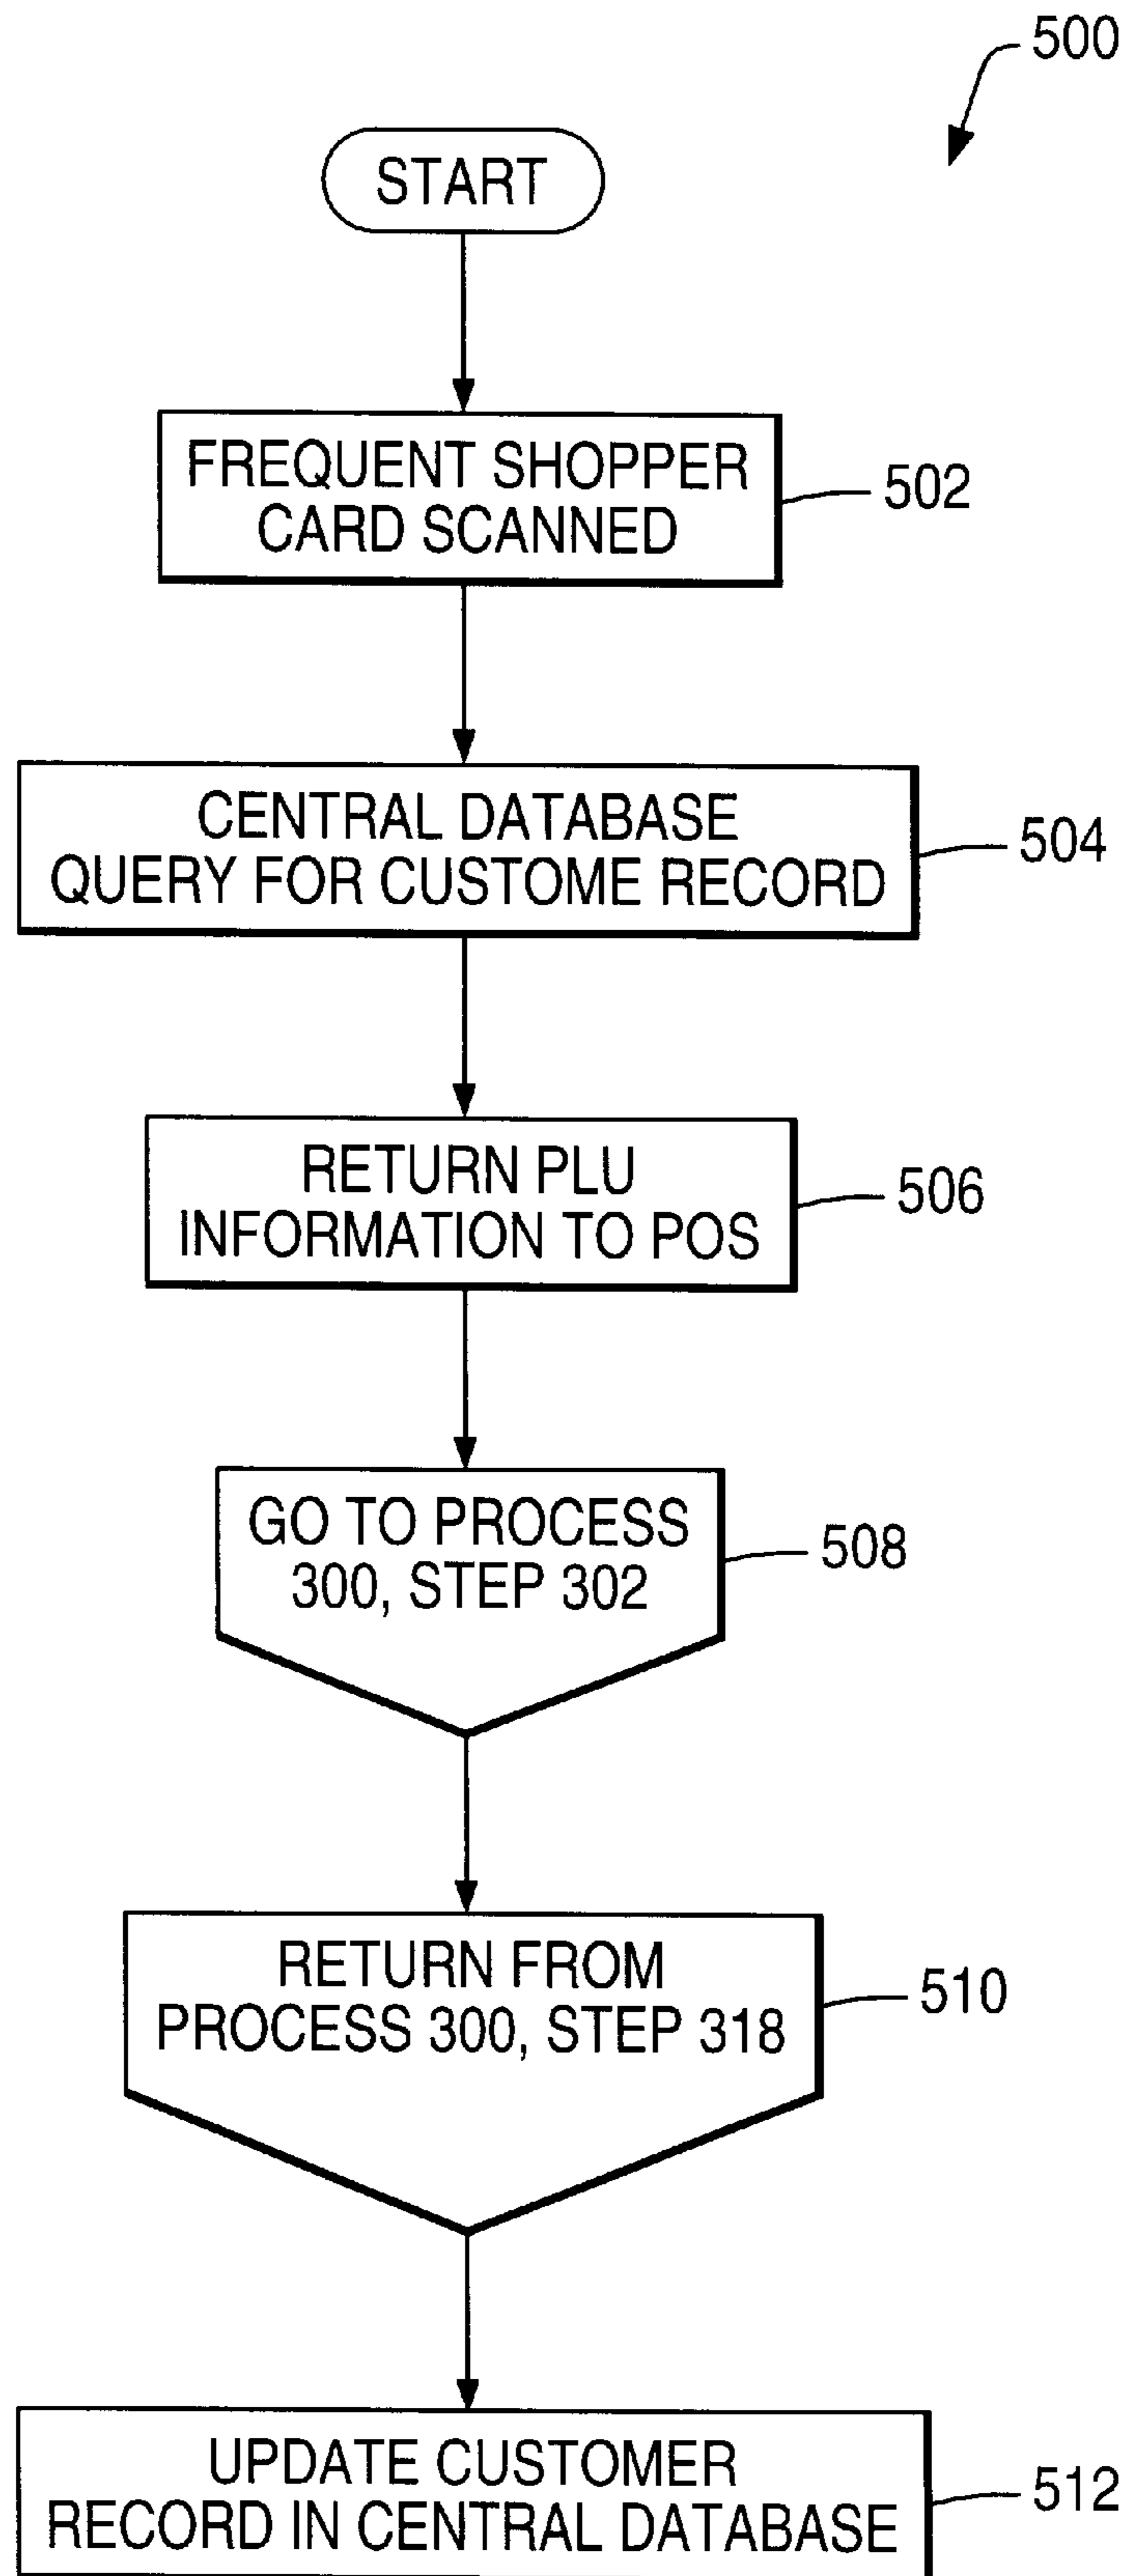 500
START
FREQUENT SHOPPER
CARD SCANNED
502
CENTRAL DATABASE
QUERY FOR CUSTOME RECORD
504
RETURN PLU
INFORMATION TO POS
506
GO TO PROCESS
300, STEP 302
508
RETURN FROM
PROCESS 300, STEP 318
510
UPDATE CUSTOMER
RECORD IN CENTRAL DATABASE
512